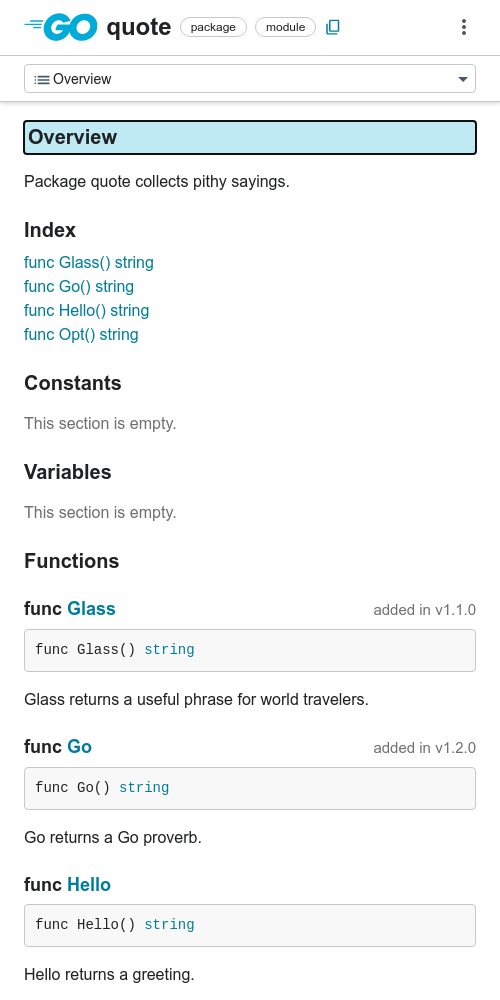 GO quote package module
Overview
Overview
Package quote collects pithy sayings.
Index
func Glass() string
func Go() string
func Hello() string
func Opt() string
Constants
This section is empty.
Variables
This section is empty.
Functions
func Glass added in v1.1.0
func Glass() string
Glass returns a useful phrase for world travelers.
func Go added in v1.2.0
func Go() string
Go returns a Go proverb.
func Hello
func Hello() string
Hello returns a greeting.